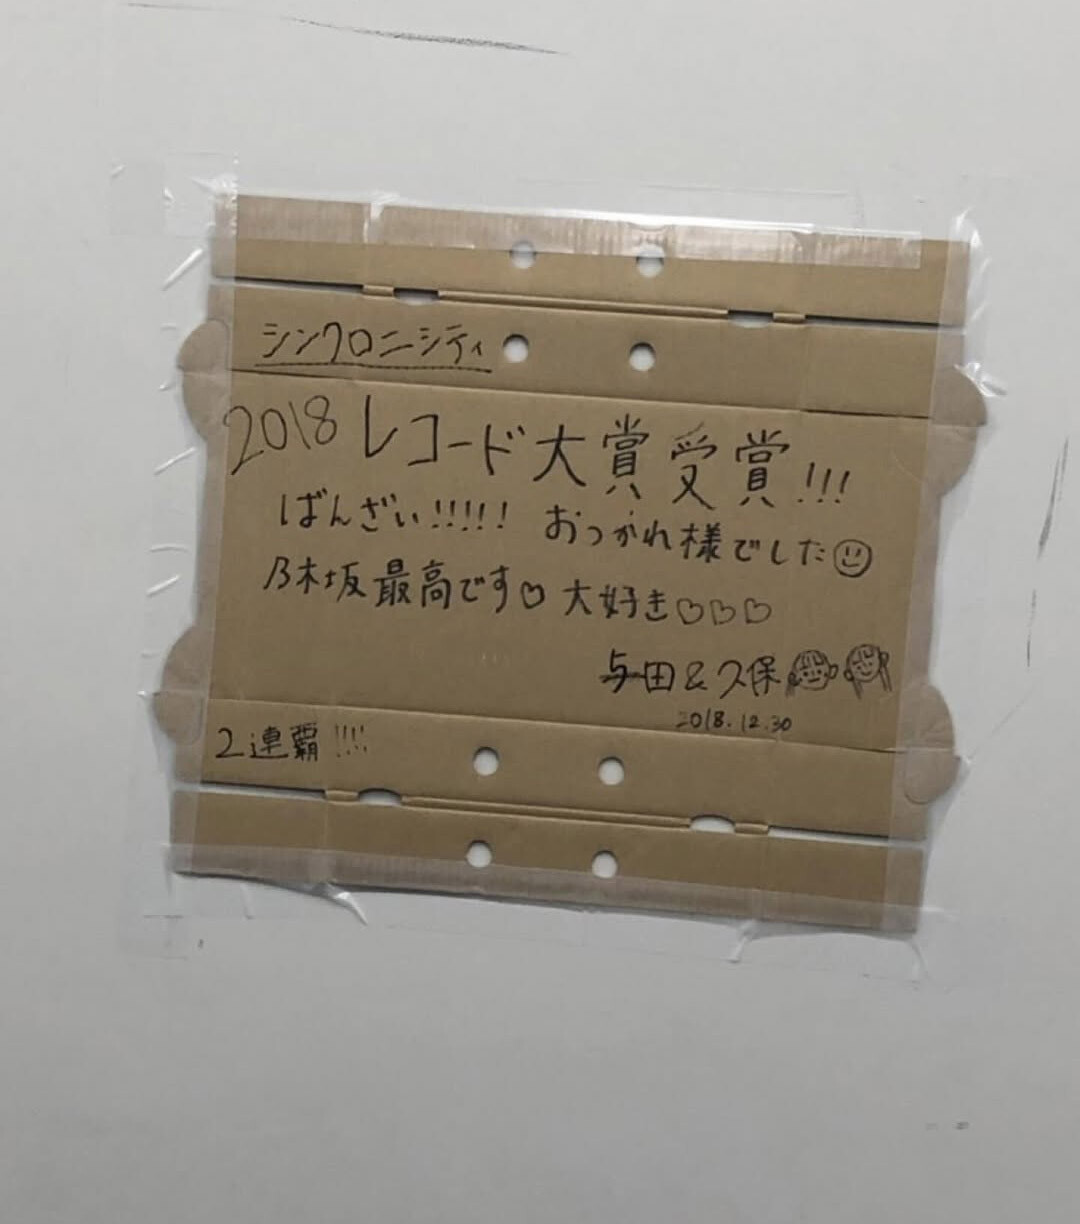 シンクロニシティ
2018 レコード大賞受賞!!!
ばんざい!!!!! おつかれ様でした☺
乃木坂最高です♡ 大好き♡♡♡
与田&久保
2018.12.30
2連覇!!!!